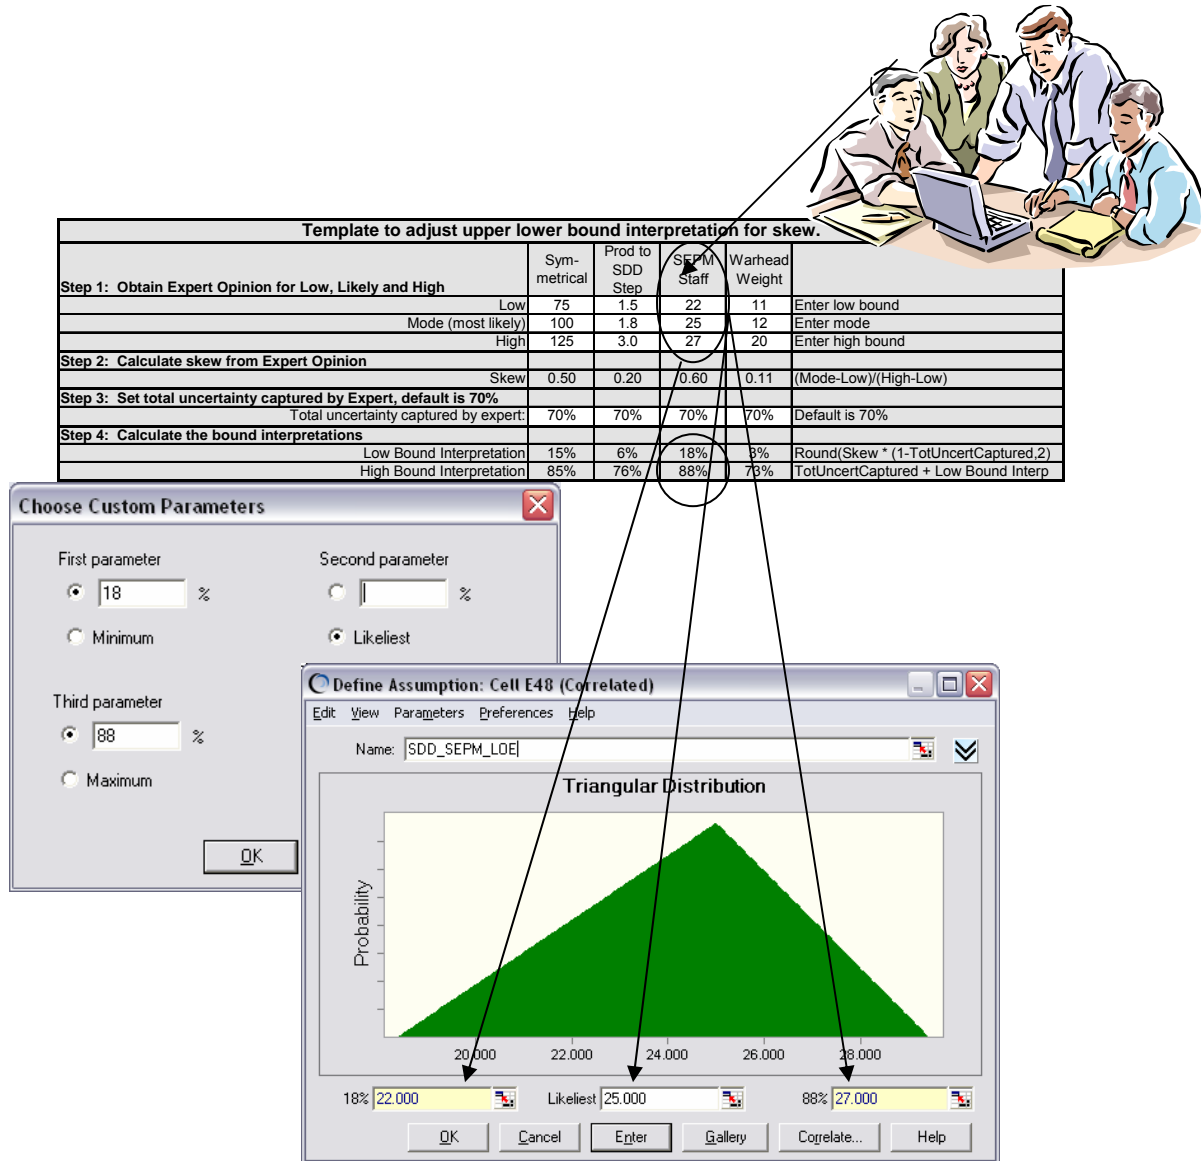 Template to adjust upper lower bound interpretation for skew.
Step 1: Obtain Expert Opinion for Low, Likely and High | Sym-metrical | Prod to SDD Step | SEPM Staff | Warhead Weight
Low | 75 | 1.5 | 22 | 11 | Enter low bound
Mode (most likely) | 100 | 1.8 | 25 | 12 | Enter mode
High | 125 | 3.0 | 27 | 20 | Enter high bound
Step 2: Calculate skew from Expert Opinion
Skew | 0.50 | 0.20 | 0.60 | 0.11 | (Mode-Low)/(High-Low)
Step 3: Set total uncertainty captured by Expert, default is 70%
Total uncertainty captured by expert: | 70% | 70% | 70% | 70% | Default is 70%
Step 4: Calculate the bound interpretations
Low Bound Interpretation | 15% | 6% | 18% | 3% | Round(Skew * (1-TotUncertCaptured,2)
High Bound Interpretation | 85% | 76% | 88% | 73% | TotUncertCaptured + Low Bound Interp
Choose Custom Parameters
First parameter
18 %
Minimum
Second parameter
%
Likeliest
Third parameter
88 %
Maximum
OK
Define Assumption: Cell E48 (Correlated)
Edit View Parameters Preferences Help
Name: SDD_SEPM_LOE
Triangular Distribution
Probability
20.000 22.000 24.000 26.000 28.000
18% 22.000 Likeliest 25.000 88% 27.000
OK Cancel Enter Gallery Correlate... Help